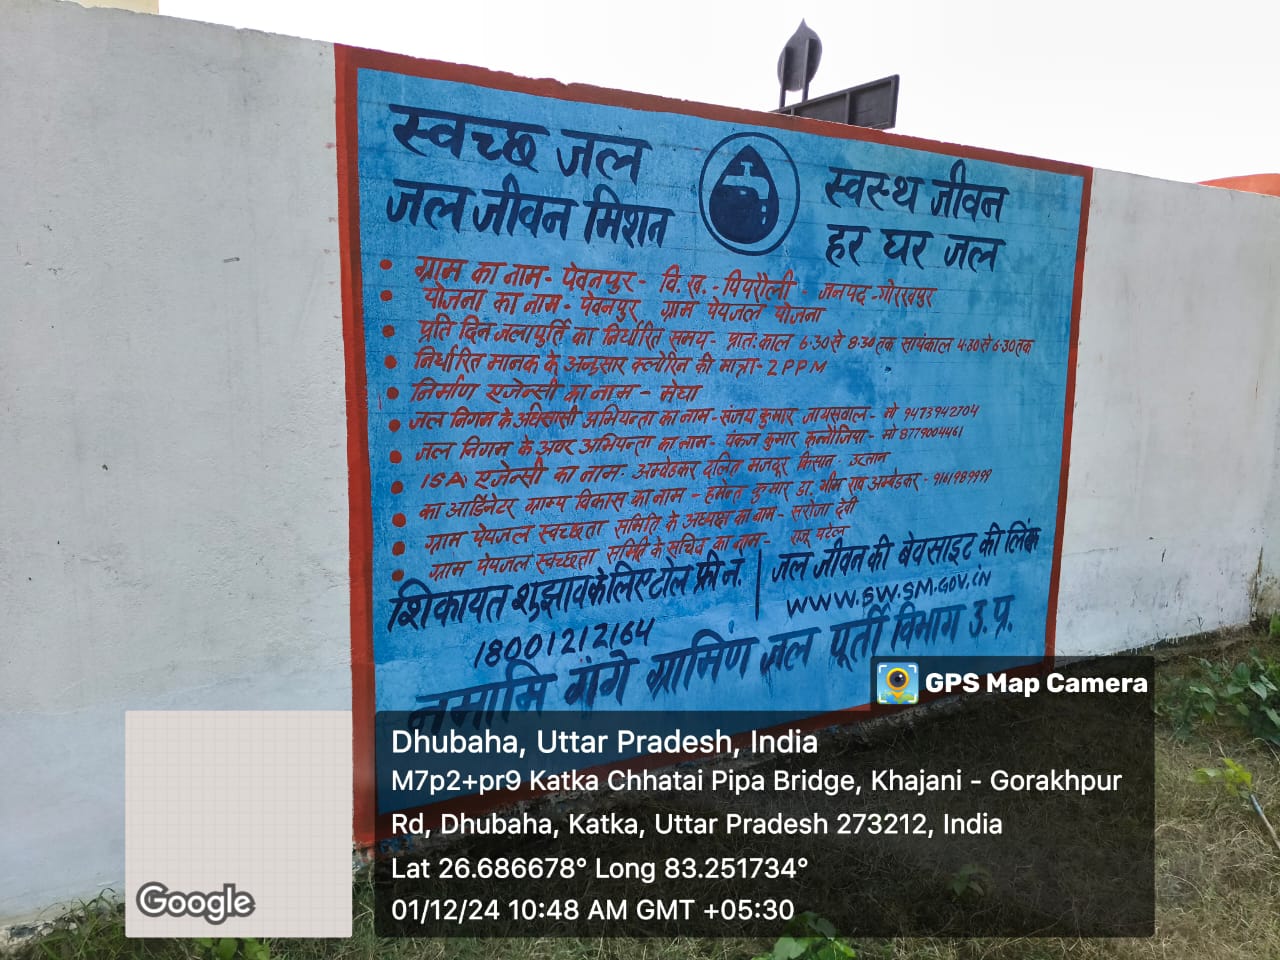 स्वच्छ जल
जल जीवन मिशन
स्वस्थ जीवन
हर घर जल
ग्राम का नाम- पेवनपुर - वि. ख. - पिपरौली - जनपद - गोरखपुर
योजना का नाम - पेवनपुर ग्राम पेयजल योजना
प्रति दिन जलापुर्ति का निर्धारित समय- प्रातः काल 6:30 से 8:30 तक सायंकाल 4:30 से 6:30 तक
निर्धारित मानक के अनुसार क्लोरिन की मात्रा- 2PPM
निर्माण एजेन्सी का नाम - मेघा
जल निगम के अधिसासी अभियन्ता का नाम - संजय कुमार जायसवाल - मो 9473942704
जल निगम के अवर अभियन्ता का नाम - पंकज कुमार कन्नौजिया - मो 8779004461
ISA एजेन्सी का नाम- अम्बेडकर दलित मजदूर किसान
का आर्डिनेटर ग्राम्य विकास का नाम - हेमन्त कुमार डा. भीम राव अम्बेडकर - 9161989999
ग्राम पेयजल स्वच्छता समिति के अध्यक्ष का नाम - सरोजा देवी
ग्राम पेयजल स्वच्छता समिति के सचिव का नाम - राजू पटेल
शिकायत शुझाव के लिए टोल फ्री न.
18001212164
जल जीवन की बेवसाइट की लिंक
WWW.SW.SM.GOV.IN
नमामि गंगे ग्रामिण जल पूर्ती विभाग उ. प्र.
GPS Map Camera
Dhubaha, Uttar Pradesh, India
M7p2+pr9 Katka Chhatai Pipa Bridge, Khajani - Gorakhpur
Rd, Dhubaha, Katka, Uttar Pradesh 273212, India
Lat 26.686678° Long 83.251734°
01/12/24 10:48 AM GMT +05:30
Google